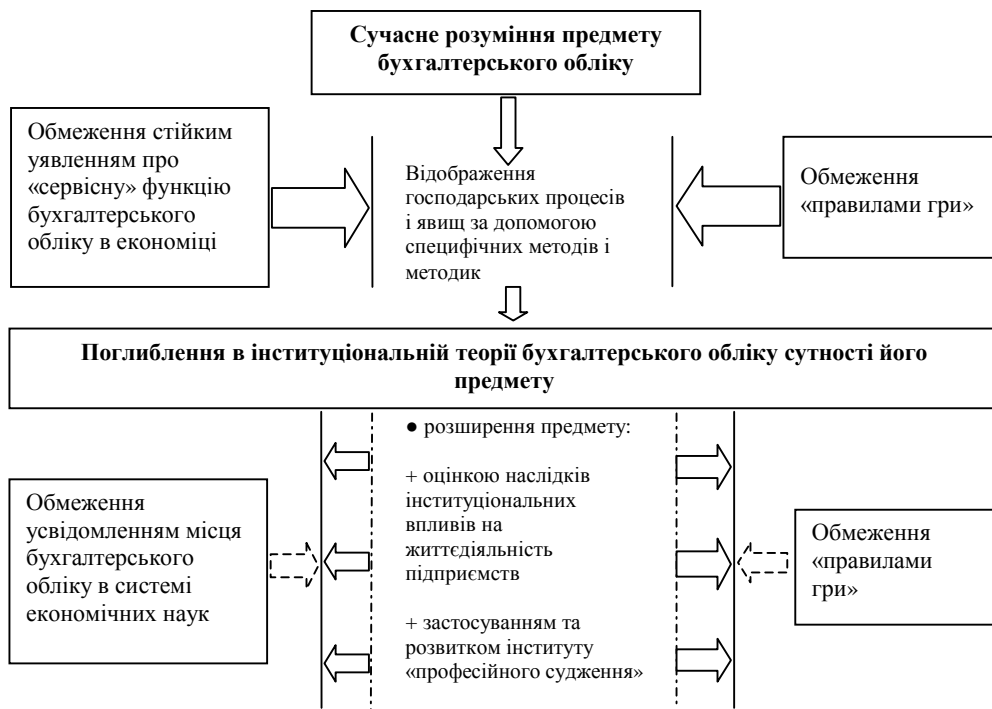 Сучасне розуміння предмету
бухгалтерського обліку
Обмеження стійким
уявленням про
«сервісну» функцію
бухгалтерського
обліку в економіці
Відображення
господарських процесів
і явищ за допомогою
специфічних методів і
методик
Обмеження
«правилами гри»
Поглиблення в інституціональній теорії бухгалтерського обліку сутності його
предмету
● розширення предмету:
+ оцінкою наслідків
інституціональних
впливів на
життєдіяльність
підприємств
+ застосуванням та
розвитком інституту
«професійного судження»
Обмеження
усвідомленням місця
бухгалтерського
обліку в системі
економічних наук
Обмеження
«правилами
гри»